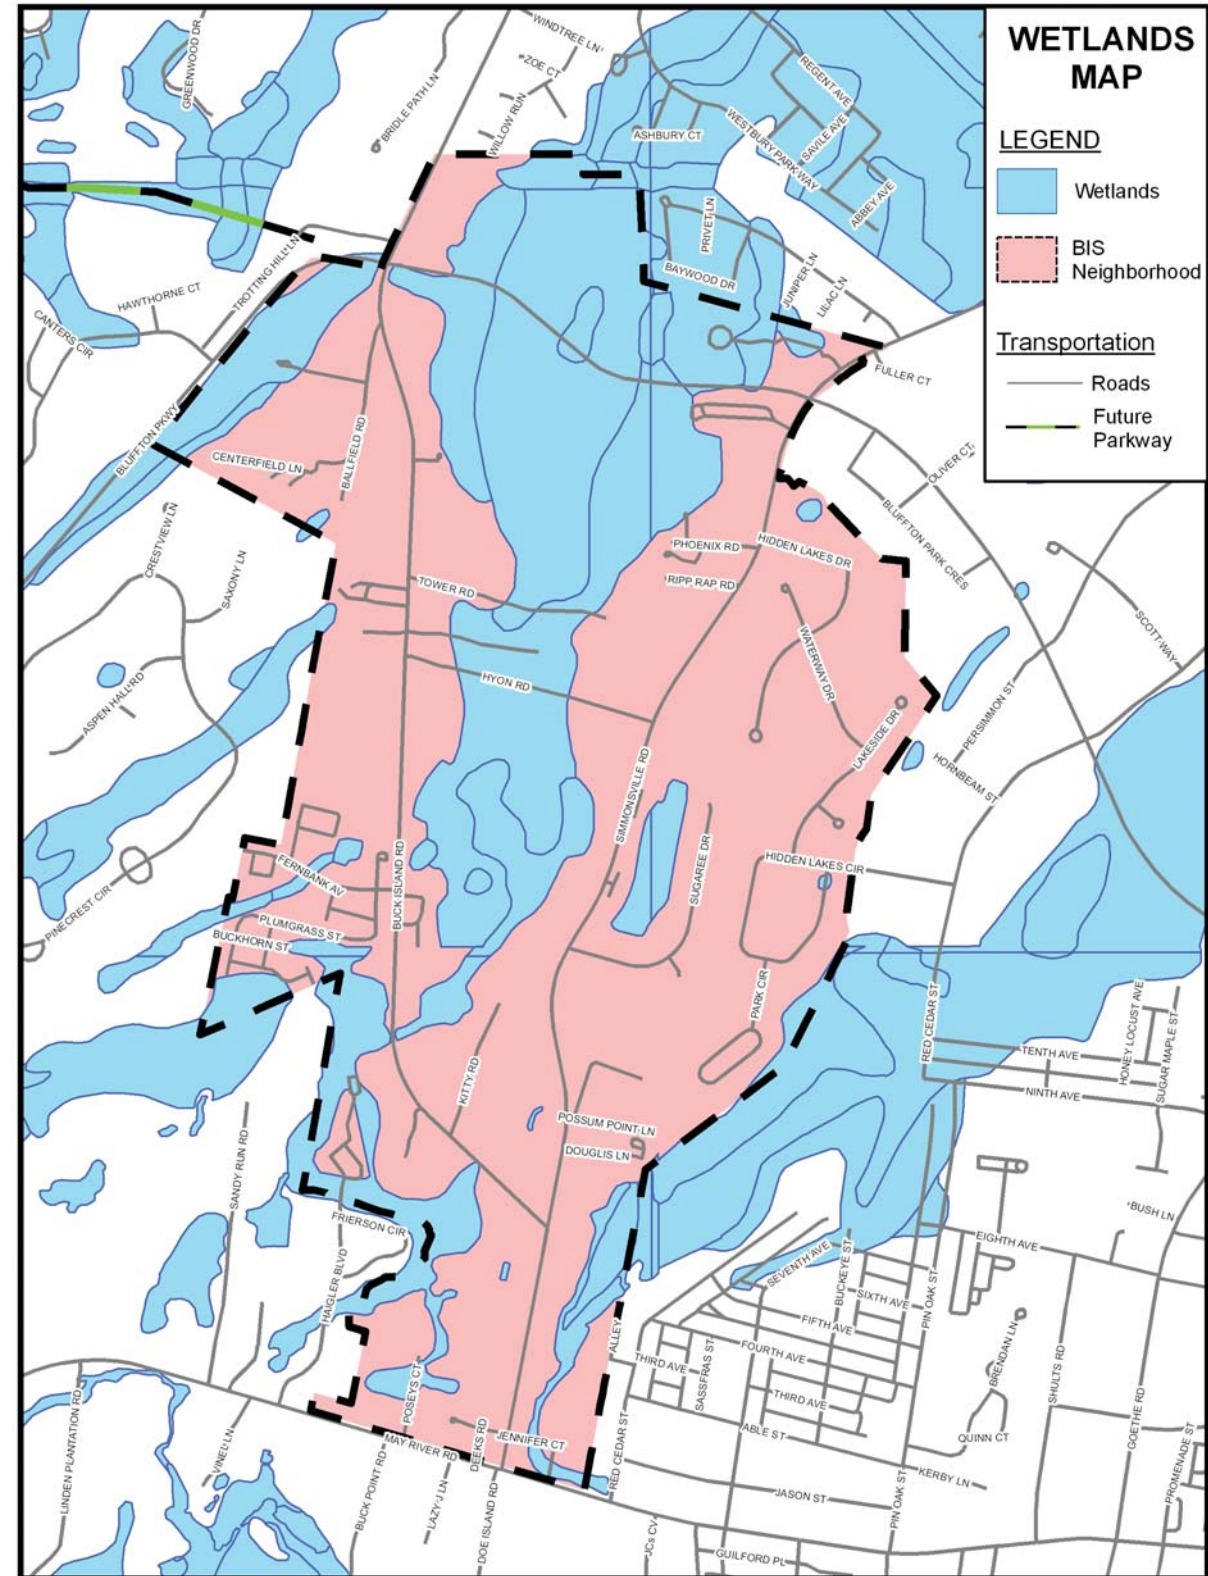 WETLANDS
MAP
LEGEND
Wetlands
BIS
Neighborhood
Transportation
Roads
Future
Parkway
GREENWOOD DR
BRIDLE PATH LN
WINDTREE LN
ZOE CT
WILLOW RUN
ASHBURY CT
REGENT AVE
SAVILE AVE
WESTBURY PARK WAY
ABBEY AVE
PRIVET LN
BAYWOOD DR
JUNIPER LN
LILAC LN
FULLER CT
TROTTING HILL LN
HAWTHORNE CT
CANTERS CIR
BLUFFTON PKWY
CENTERFIELD LN
BALLFIELD RD
OLIVER CT
BLUFFTON PARK CRES
CRESTVIEW LN
SAXONY LN
PHOENIX RD
HIDDEN LAKES DR
RIPP RAP RD
TOWER RD
SCOTT WAY
WATERWAY DR
HYON RD
ASPEN HALL RD
PERSIMMON ST
LAKESIDE DR
HORNBEAM ST
SIMMONSVILLE RD
SUGAREE DR
HIDDEN LAKES CIR
BUCK ISLAND RD
FERNBANK AV
PINECREST CIR
PLUMGRASS ST
BUCKHORN ST
PARK CIR
RED CEDAR ST
HONEY LOCUST AVE
SUGAR MAPLE ST
TENTH AVE
NINTH AVE
KITTY RD
POSSUM POINT LN
DOUGLIS LN
SANDY RUN RD
FRIERSON CIR
HAIGLER BLVD
BUSH LN
EIGHTH AVE
SEVENTH AVE
BUCKEYE ST
SIXTH AVE
PIN OAK ST
FIFTH AVE
FOURTH AVE
ALLEY
THIRD AVE
SASSFRAS ST
THIRD AVE
BRENDAN LN
SHULTS RD
GOETHE RD
POSEYS CT
ABLE ST
QUINN CT
LINDEN PLANTATION RD
VINEL LN
MAY RIVER RD
DEEKS RD
JENNIFER CT
RED CEDAR ST
KERBY LN
PROMENADE ST
BUCK POINT RD
LAZY J LN
DOE ISLAND RD
JASON ST
PIN OAK ST
JCs CV
GUILFORD PL